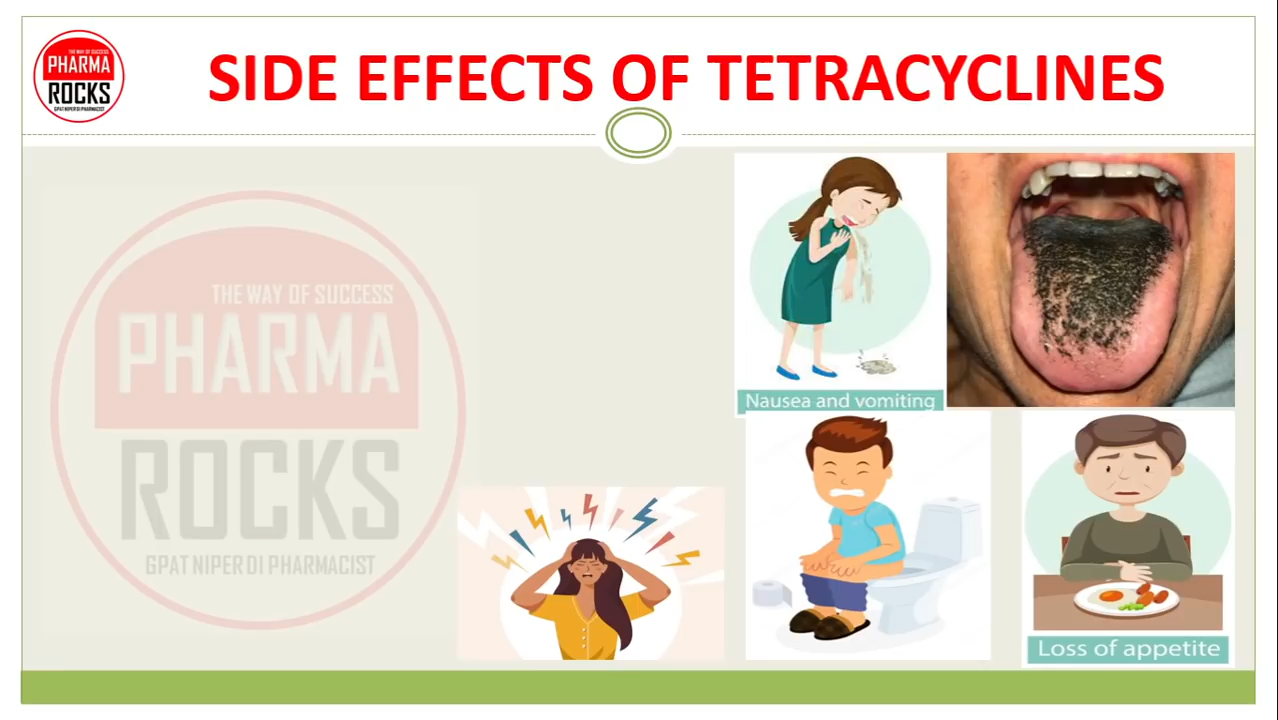 THE WAY OF SUCCESS
PHARMA
ROCKS
GPAT NIPER DI PHARMACIST
SIDE EFFECTS OF TETRACYCLINES
THE WAY OF SUCCESS
PHARMA
ROCKS
GPAT NIPER DI PHARMACIST
Nausea and vomiting
Loss of appetite